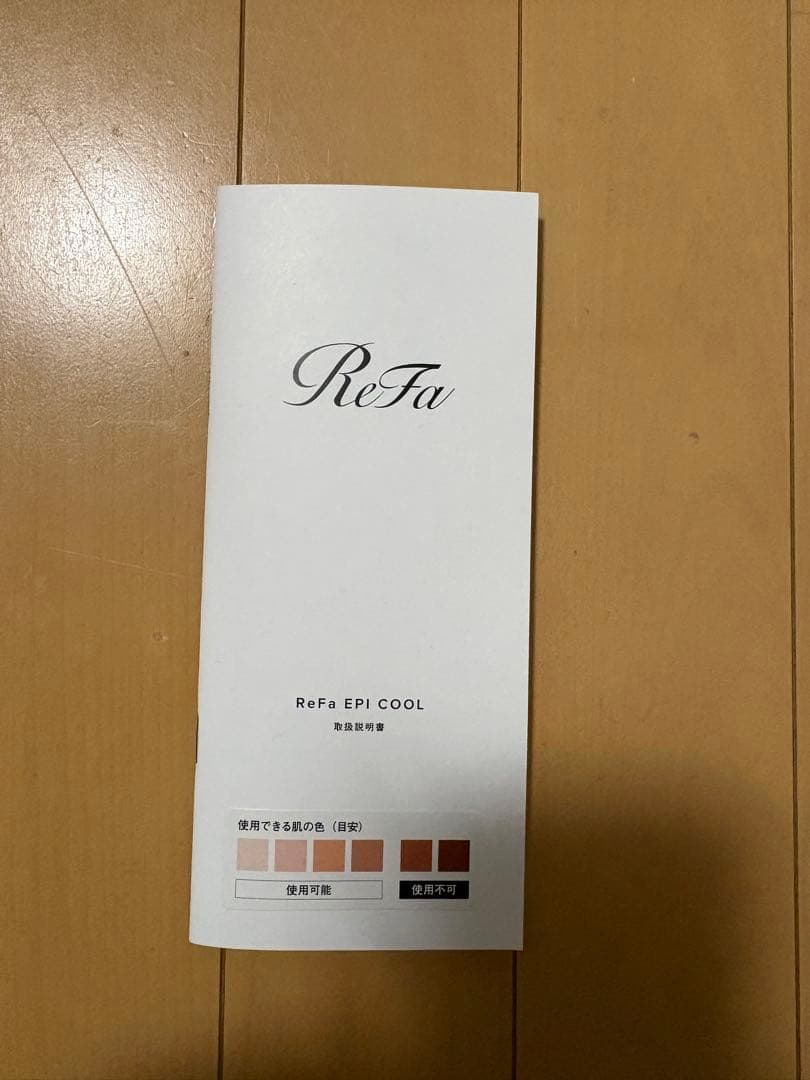 ReFa
ReFa EPI COOL
取扱説明書
使用できる肌の色（目安）
使用可能
使用不可